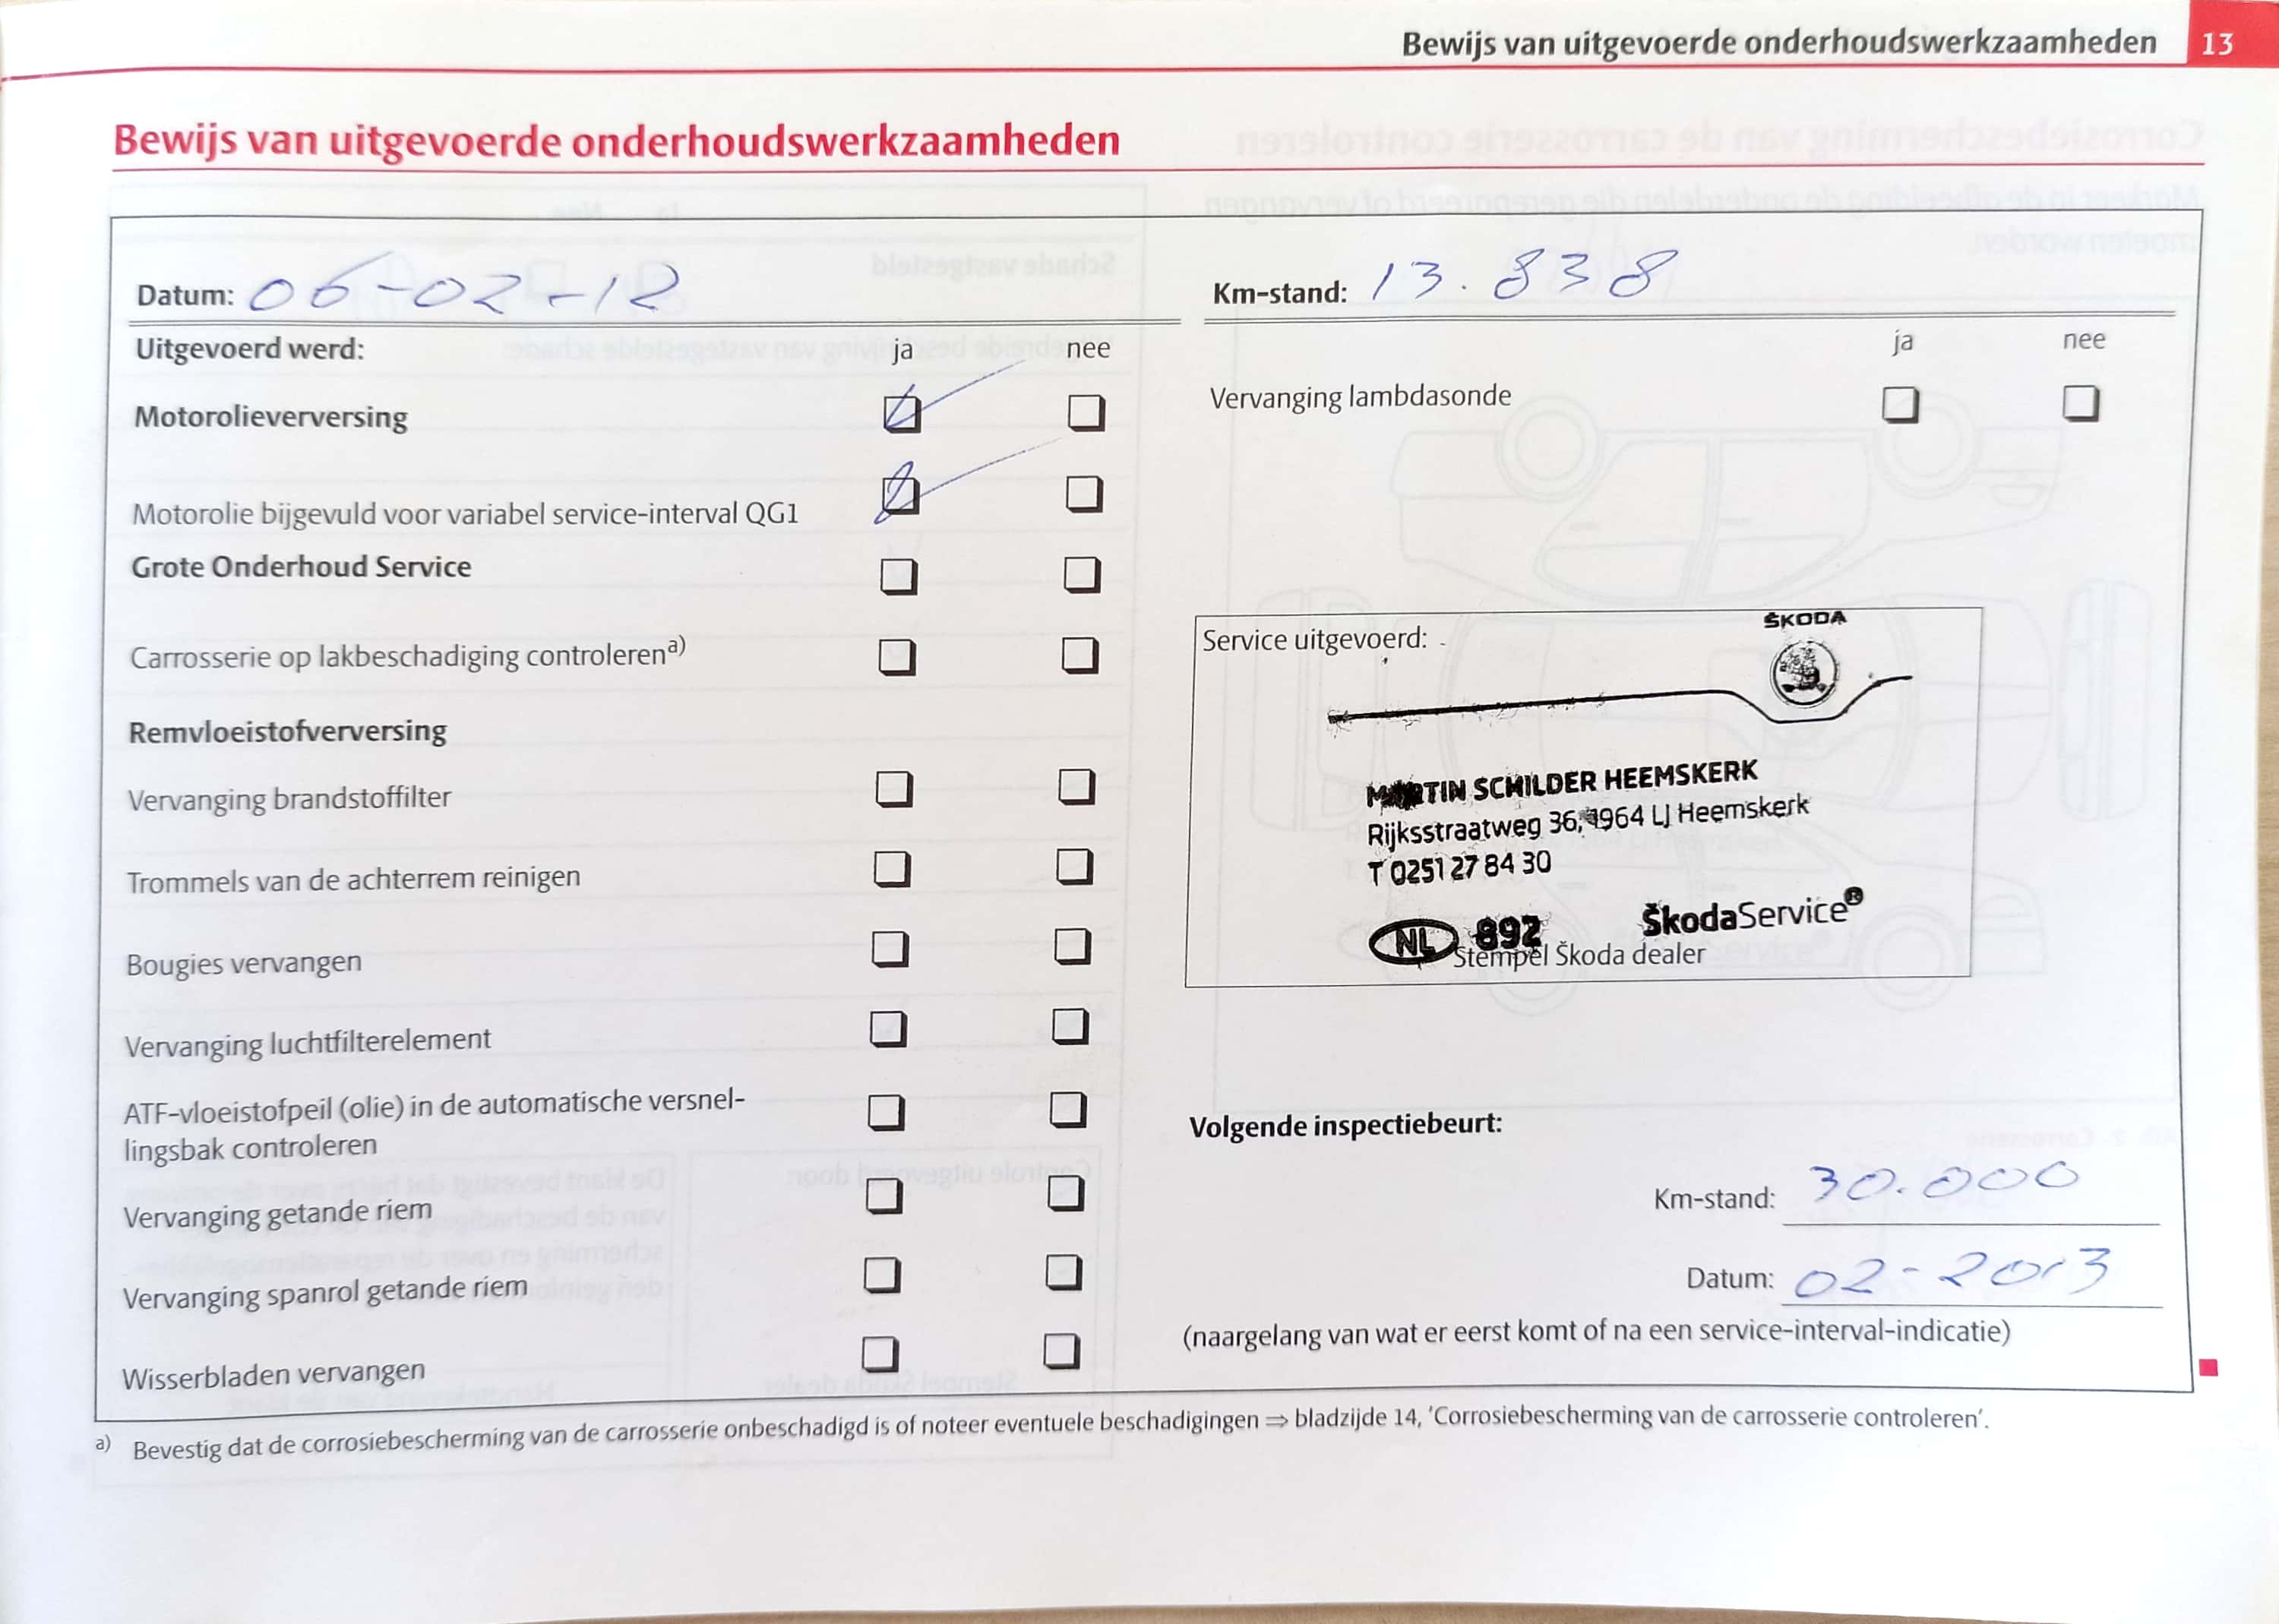 Bewijs van uitgevoerde onderhoudswerkzaamheden 13
Bewijs van uitgevoerde onderhoudswerkzaamheden
Datum: 06-02-12
Uitgevoerd werd: ja nee
Motorolieverversing
Motorolie bijgevuld voor variabel service-interval QG1
Grote Onderhoud Service
Carrosserie op lakbeschadiging controleren a)
Remvloeistofverversing
Vervanging brandstoffilter
Trommels van de achterrem reinigen
Bougies vervangen
Vervanging luchtfilterelement
ATF-vloeistofpeil (olie) in de automatische versnel-
lingsbak controleren
Vervanging getande riem
Vervanging spanrol getande riem
Wisserbladen vervangen
Km-stand: 13.838
ja nee
Vervanging lambdasonde
Service uitgevoerd:
ŠKODA
MARTIN SCHILDER HEEMSKERK
Rijksstraatweg 36, 1964 LJ Heemskerk
T 0251 27 84 30
NL 892 ŠkodaService®
Stempel Škoda dealer
Volgende inspectiebeurt:
Km-stand: 30.000
Datum: 02-2013
(naargelang van wat er eerst komt of na een service-interval-indicatie)
a) Bevestig dat de corrosiebescherming van de carrosserie onbeschadigd is of noteer eventuele beschadigingen ⇒ bladzijde 14, 'Corrosiebescherming van de carrosserie controleren'.